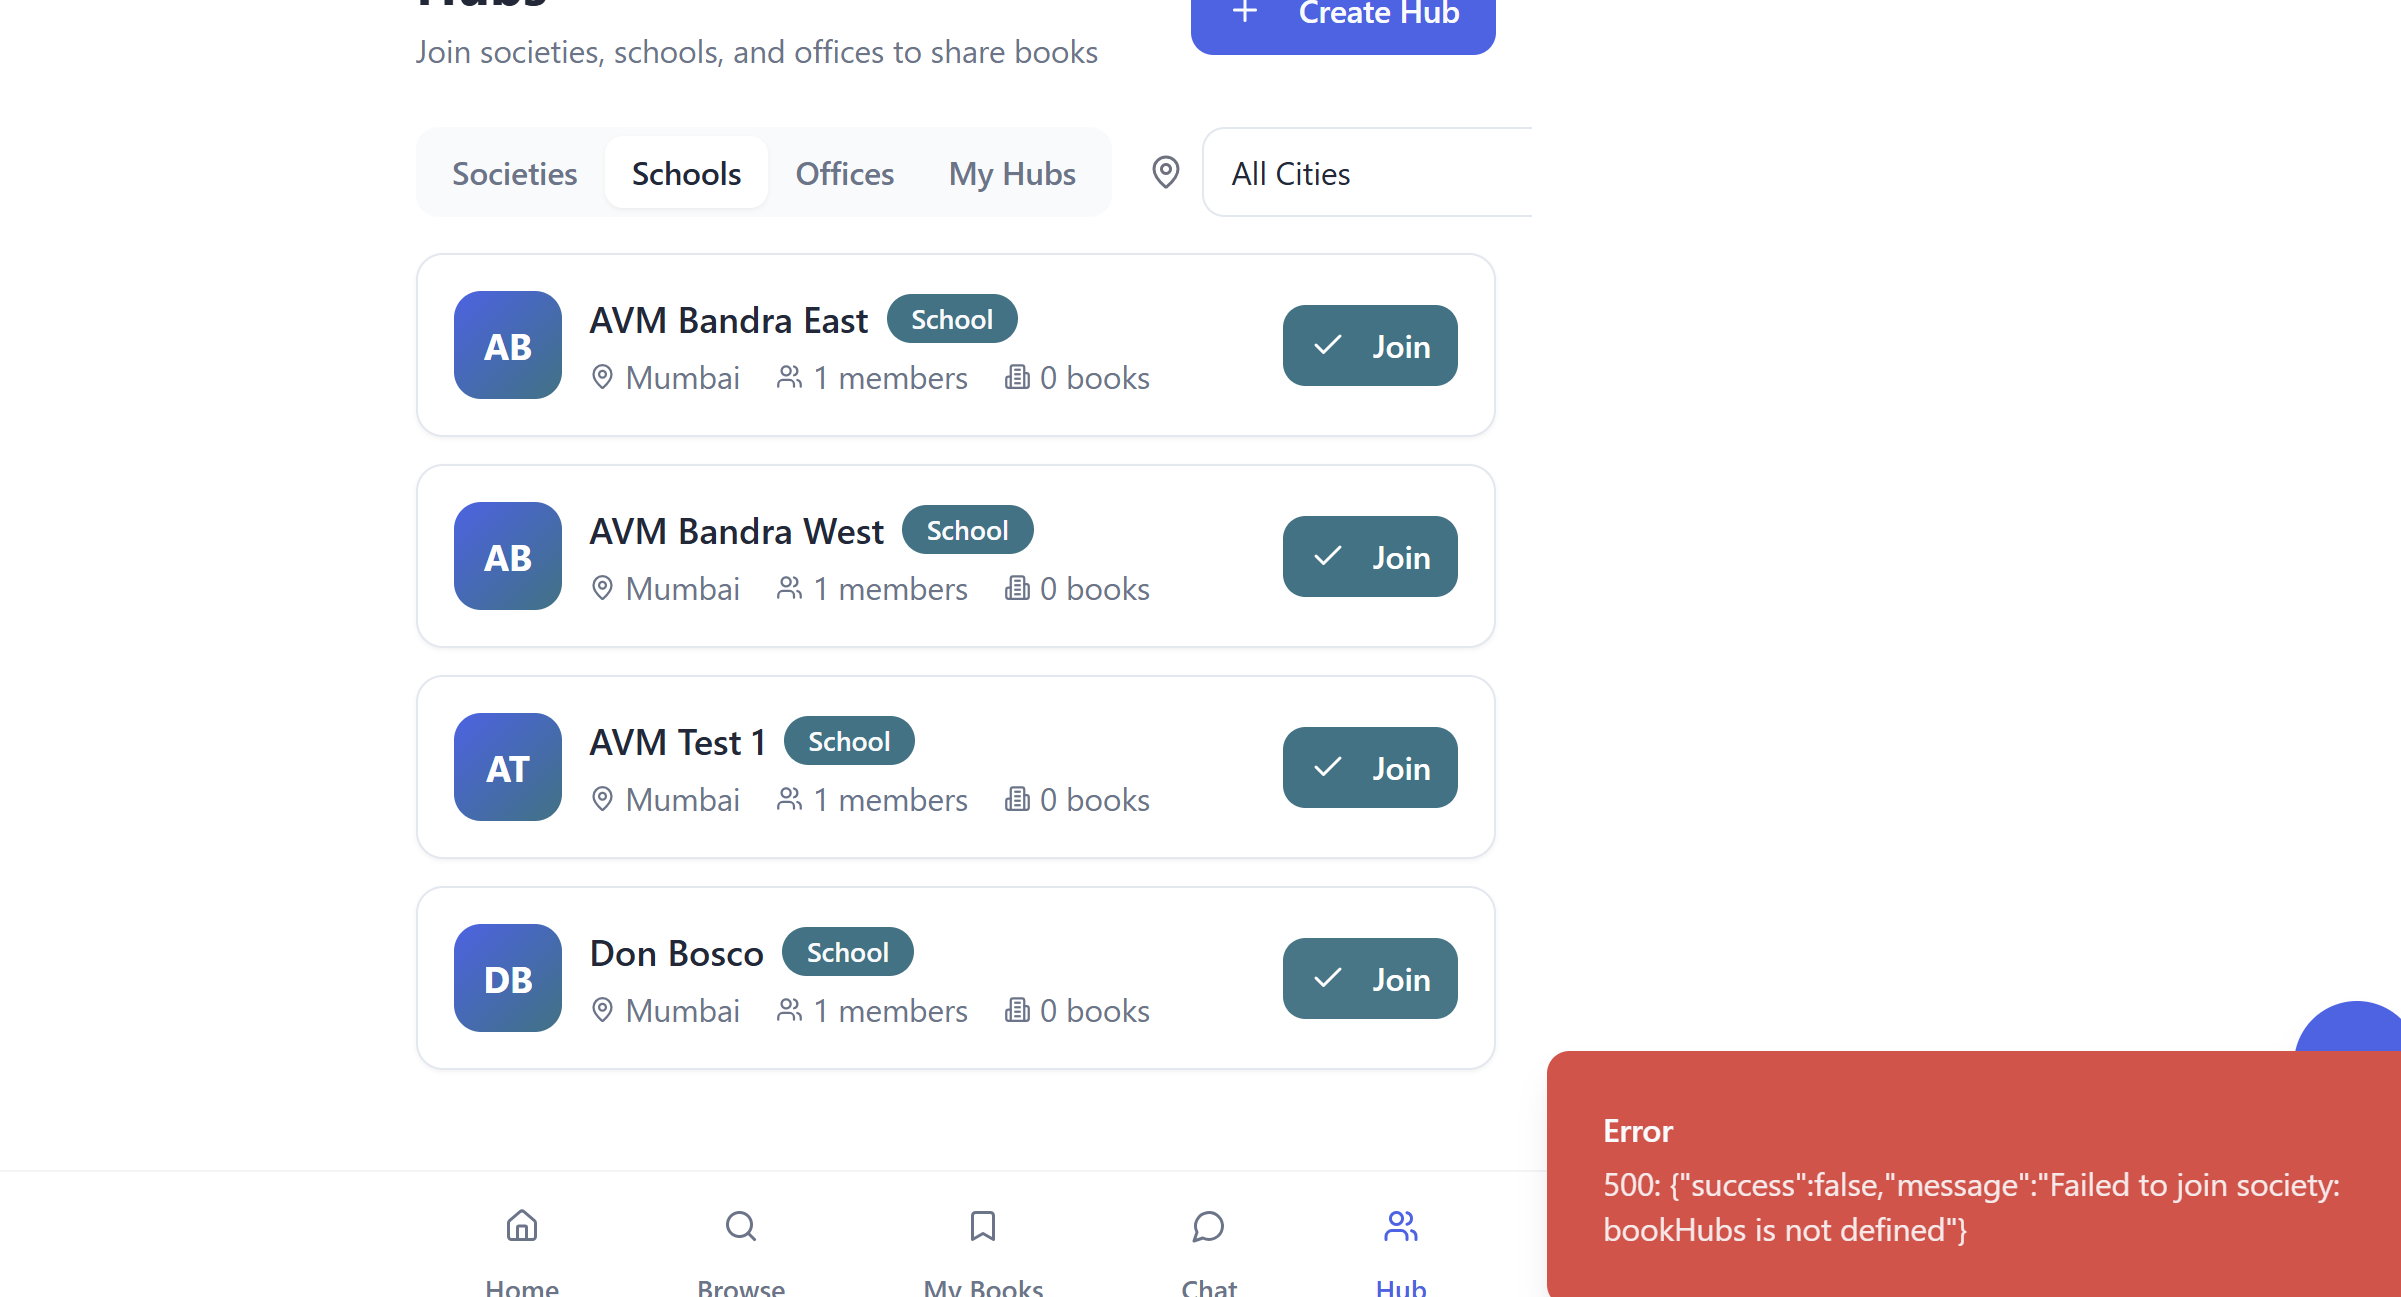 Hubs
Create Hub
Join societies, schools, and offices to share books
Societies Schools Offices My Hubs All Cities
AB AVM Bandra East School
Mumbai 1 members 0 books
Join
AB AVM Bandra West School
Mumbai 1 members 0 books
Join
AT AVM Test 1 School
Mumbai 1 members 0 books
Join
DB Don Bosco School
Mumbai 1 members 0 books
Join
Error
500: {"success":false,"message":"Failed to join society:
bookHubs is not defined"}
Home Browse My Books Chat Hub